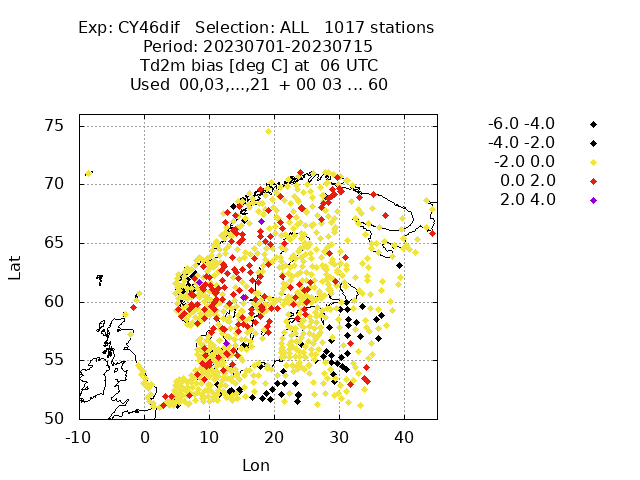 Exp: CY46dif   Selection: ALL   1017 stations
Period: 20230701-20230715
Td2m bias [deg C] at  06 UTC
Used  00,03,...,21  + 00 03 ... 60
-6.0 -4.0
-4.0 -2.0
-2.0 0.0
0.0 2.0
2.0 4.0
75
70
65
60
55
50
Lat
-10 0 10 20 30 40
Lon